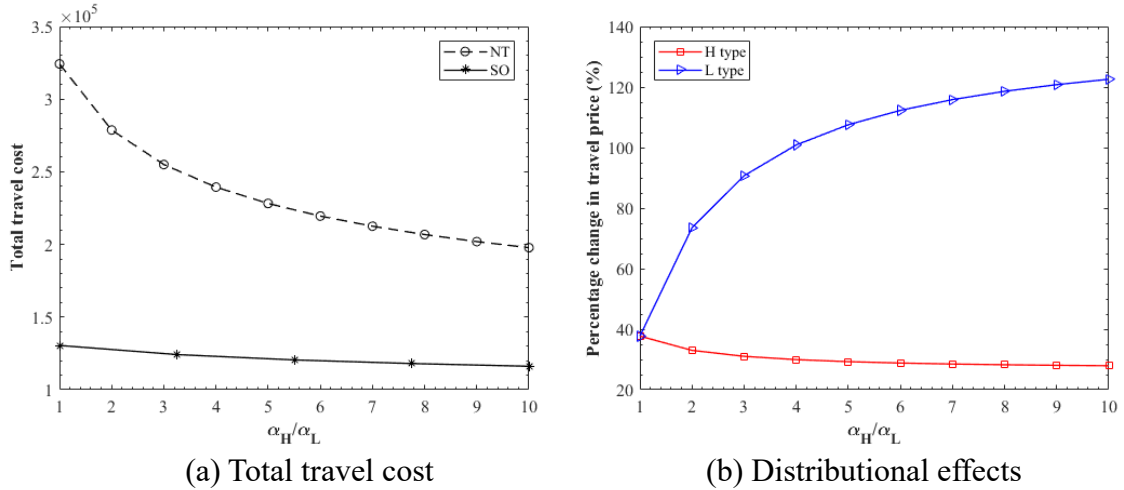 ×10⁵
3.5
3
2.5
2
1.5
1
Total travel cost
NT
SO
1 2 3 4 5 6 7 8 9 10
α_H/α_L
(a) Total travel cost
140
120
100
80
60
40
20
Percentage change in travel price (%)
H type
L type
1 2 3 4 5 6 7 8 9 10
α_H/α_L
(b) Distributional effects